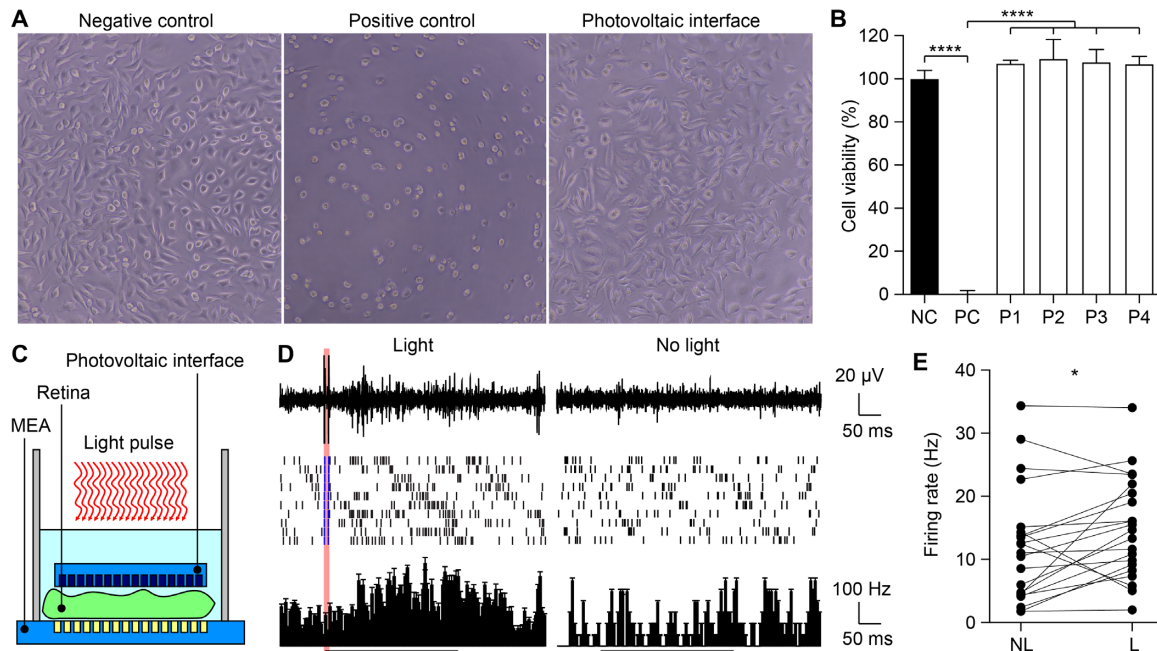 A
Negative control
Positive control
Photovoltaic interface
B
****
****
120
100
80
60
40
20
0
Cell viability (%)
NC PC P1 P2 P3 P4
C
Photovoltaic interface
Retina
MEA
Light pulse
D
Light
No light
20 µV
50 ms
100 Hz
50 ms
E
*
40
30
20
10
0
Firing rate (Hz)
NL L